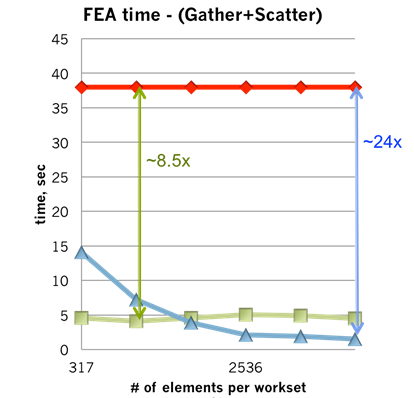 FEA time - (Gather+Scatter)
45
40
35
30
25
20
15
10
5
0
time, sec
~8.5x
~24x
317
2536
# of elements per workset